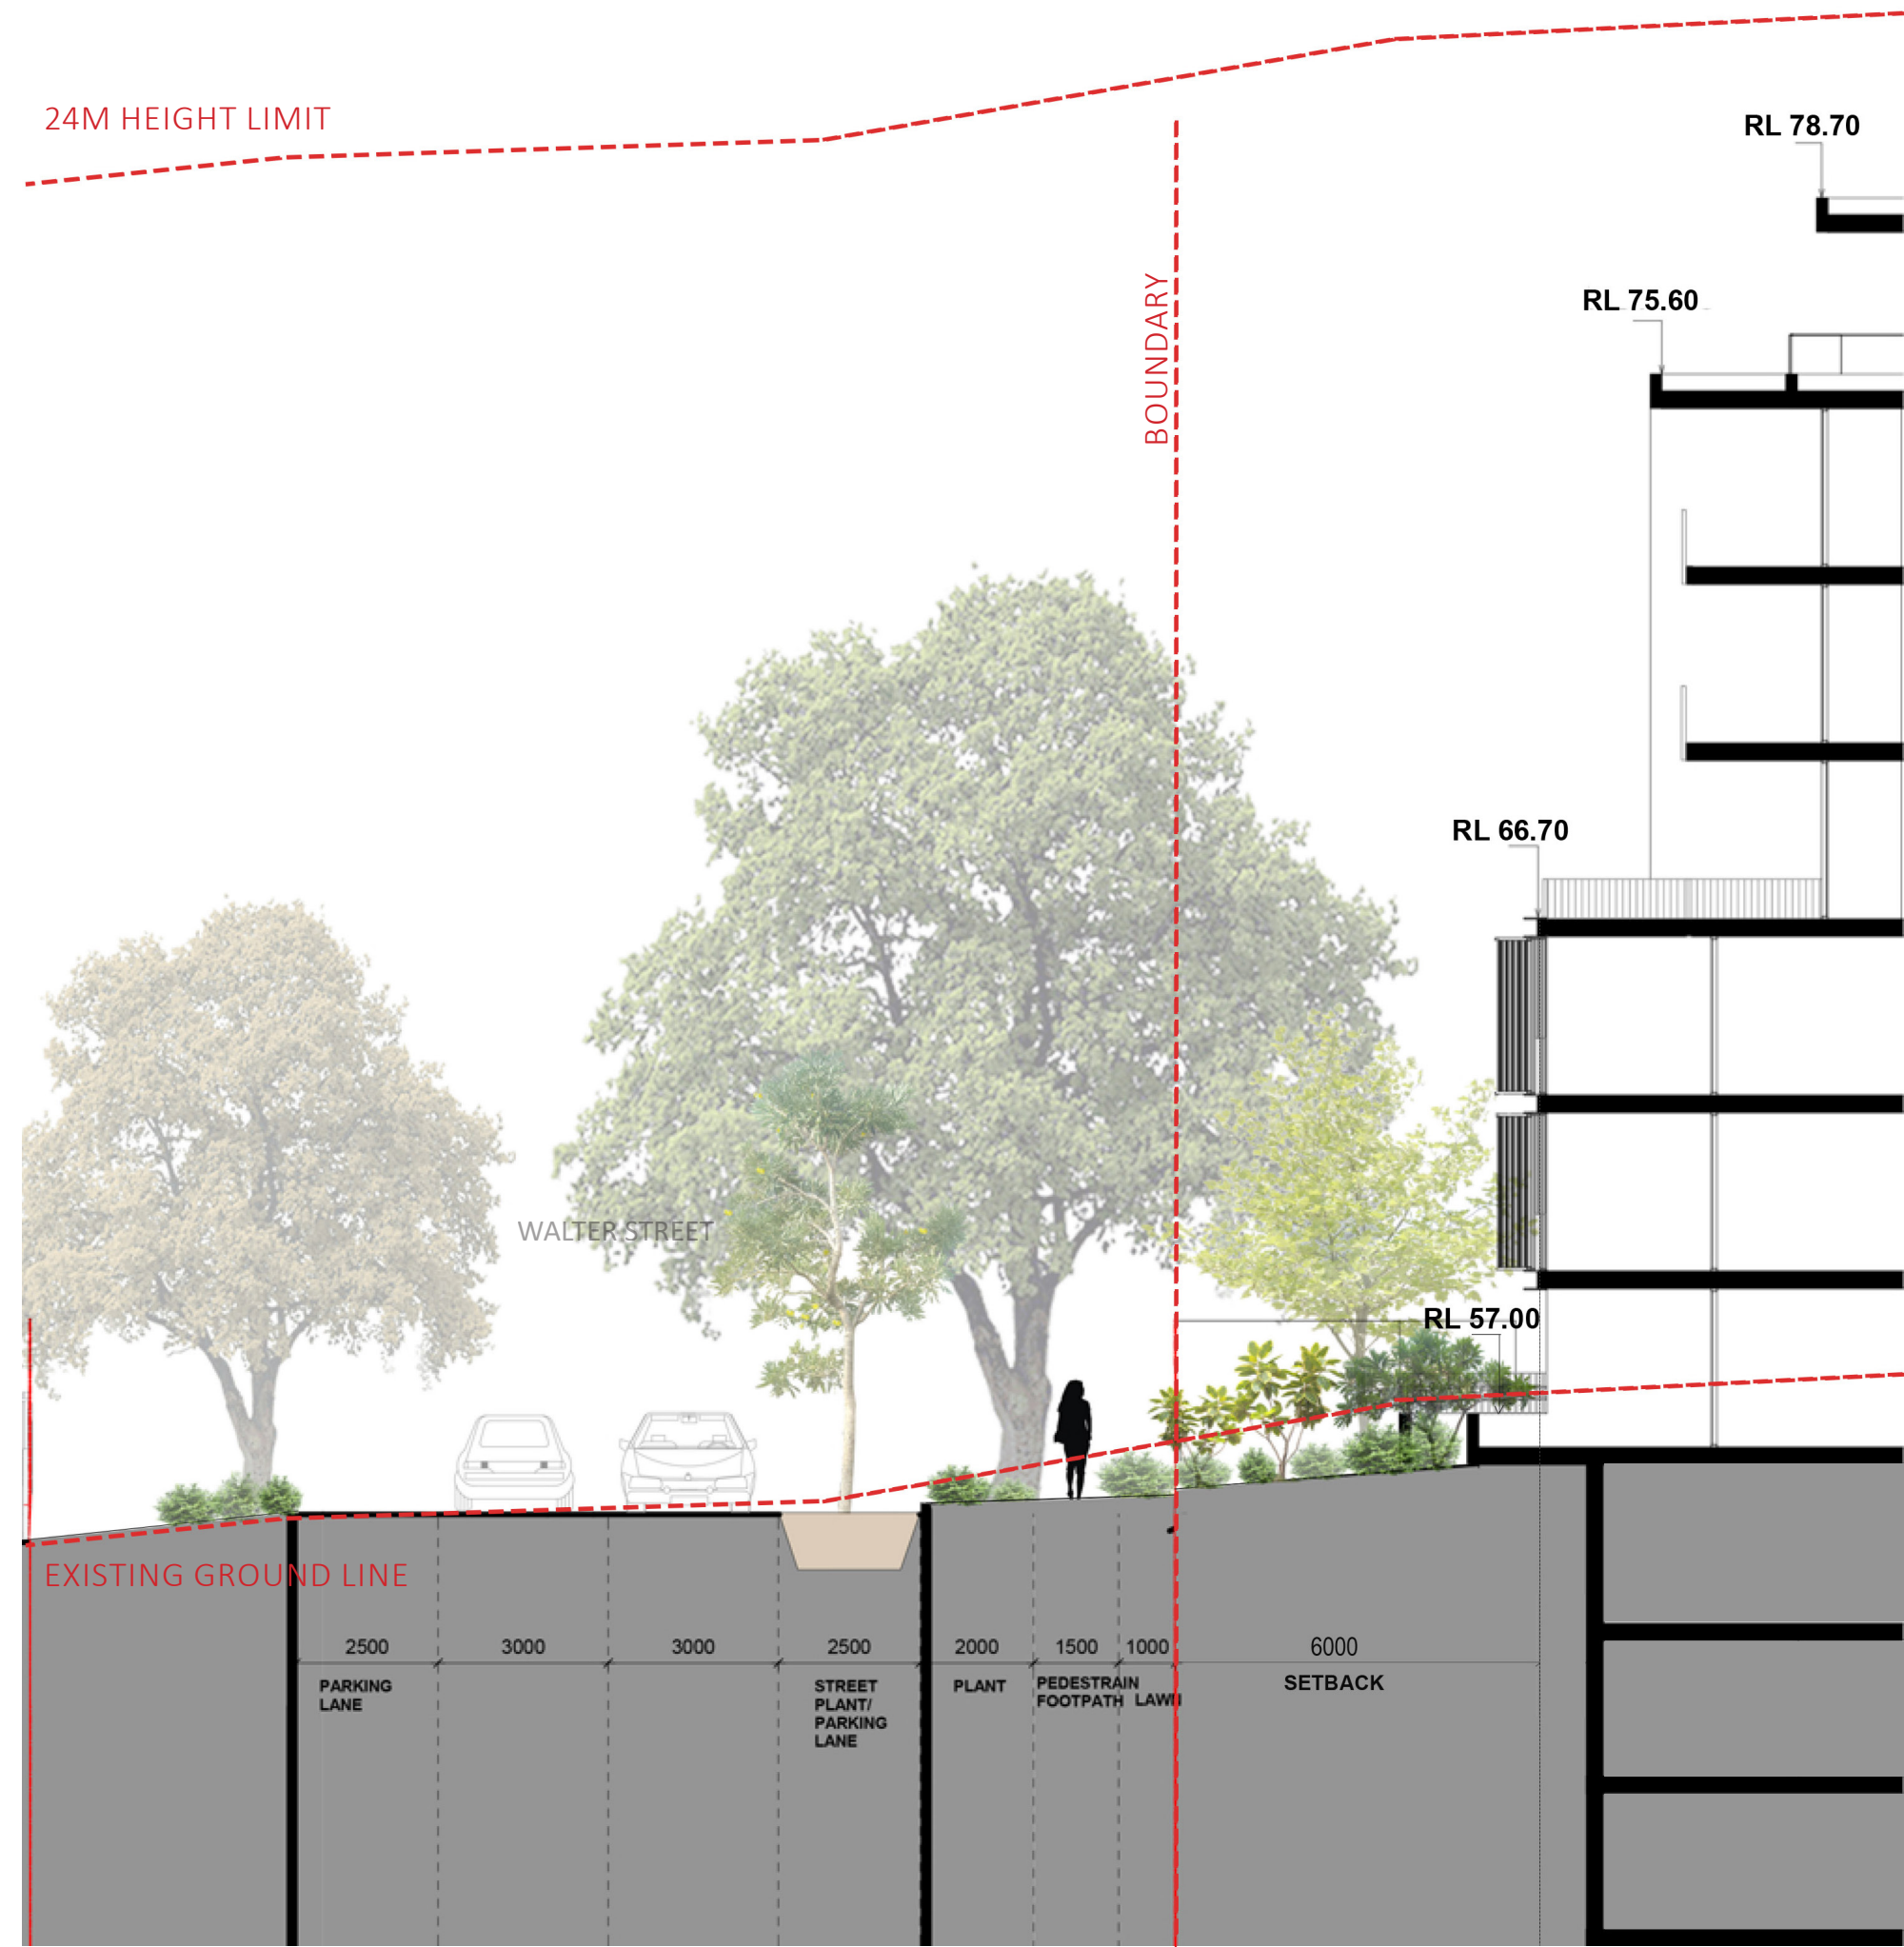 24M HEIGHT LIMIT
RL 78.70
BOUNDARY
RL 75.60
RL 66.70
WALTER STREET
RL 57.00
EXISTING GROUND LINE
2500
3000
3000
2500
2000
1500
1000
6000
PARKING
LANE
STREET
PLANT/
PARKING
LANE
PLANT
PEDESTRAIN
FOOTPATH
LAWN
SETBACK